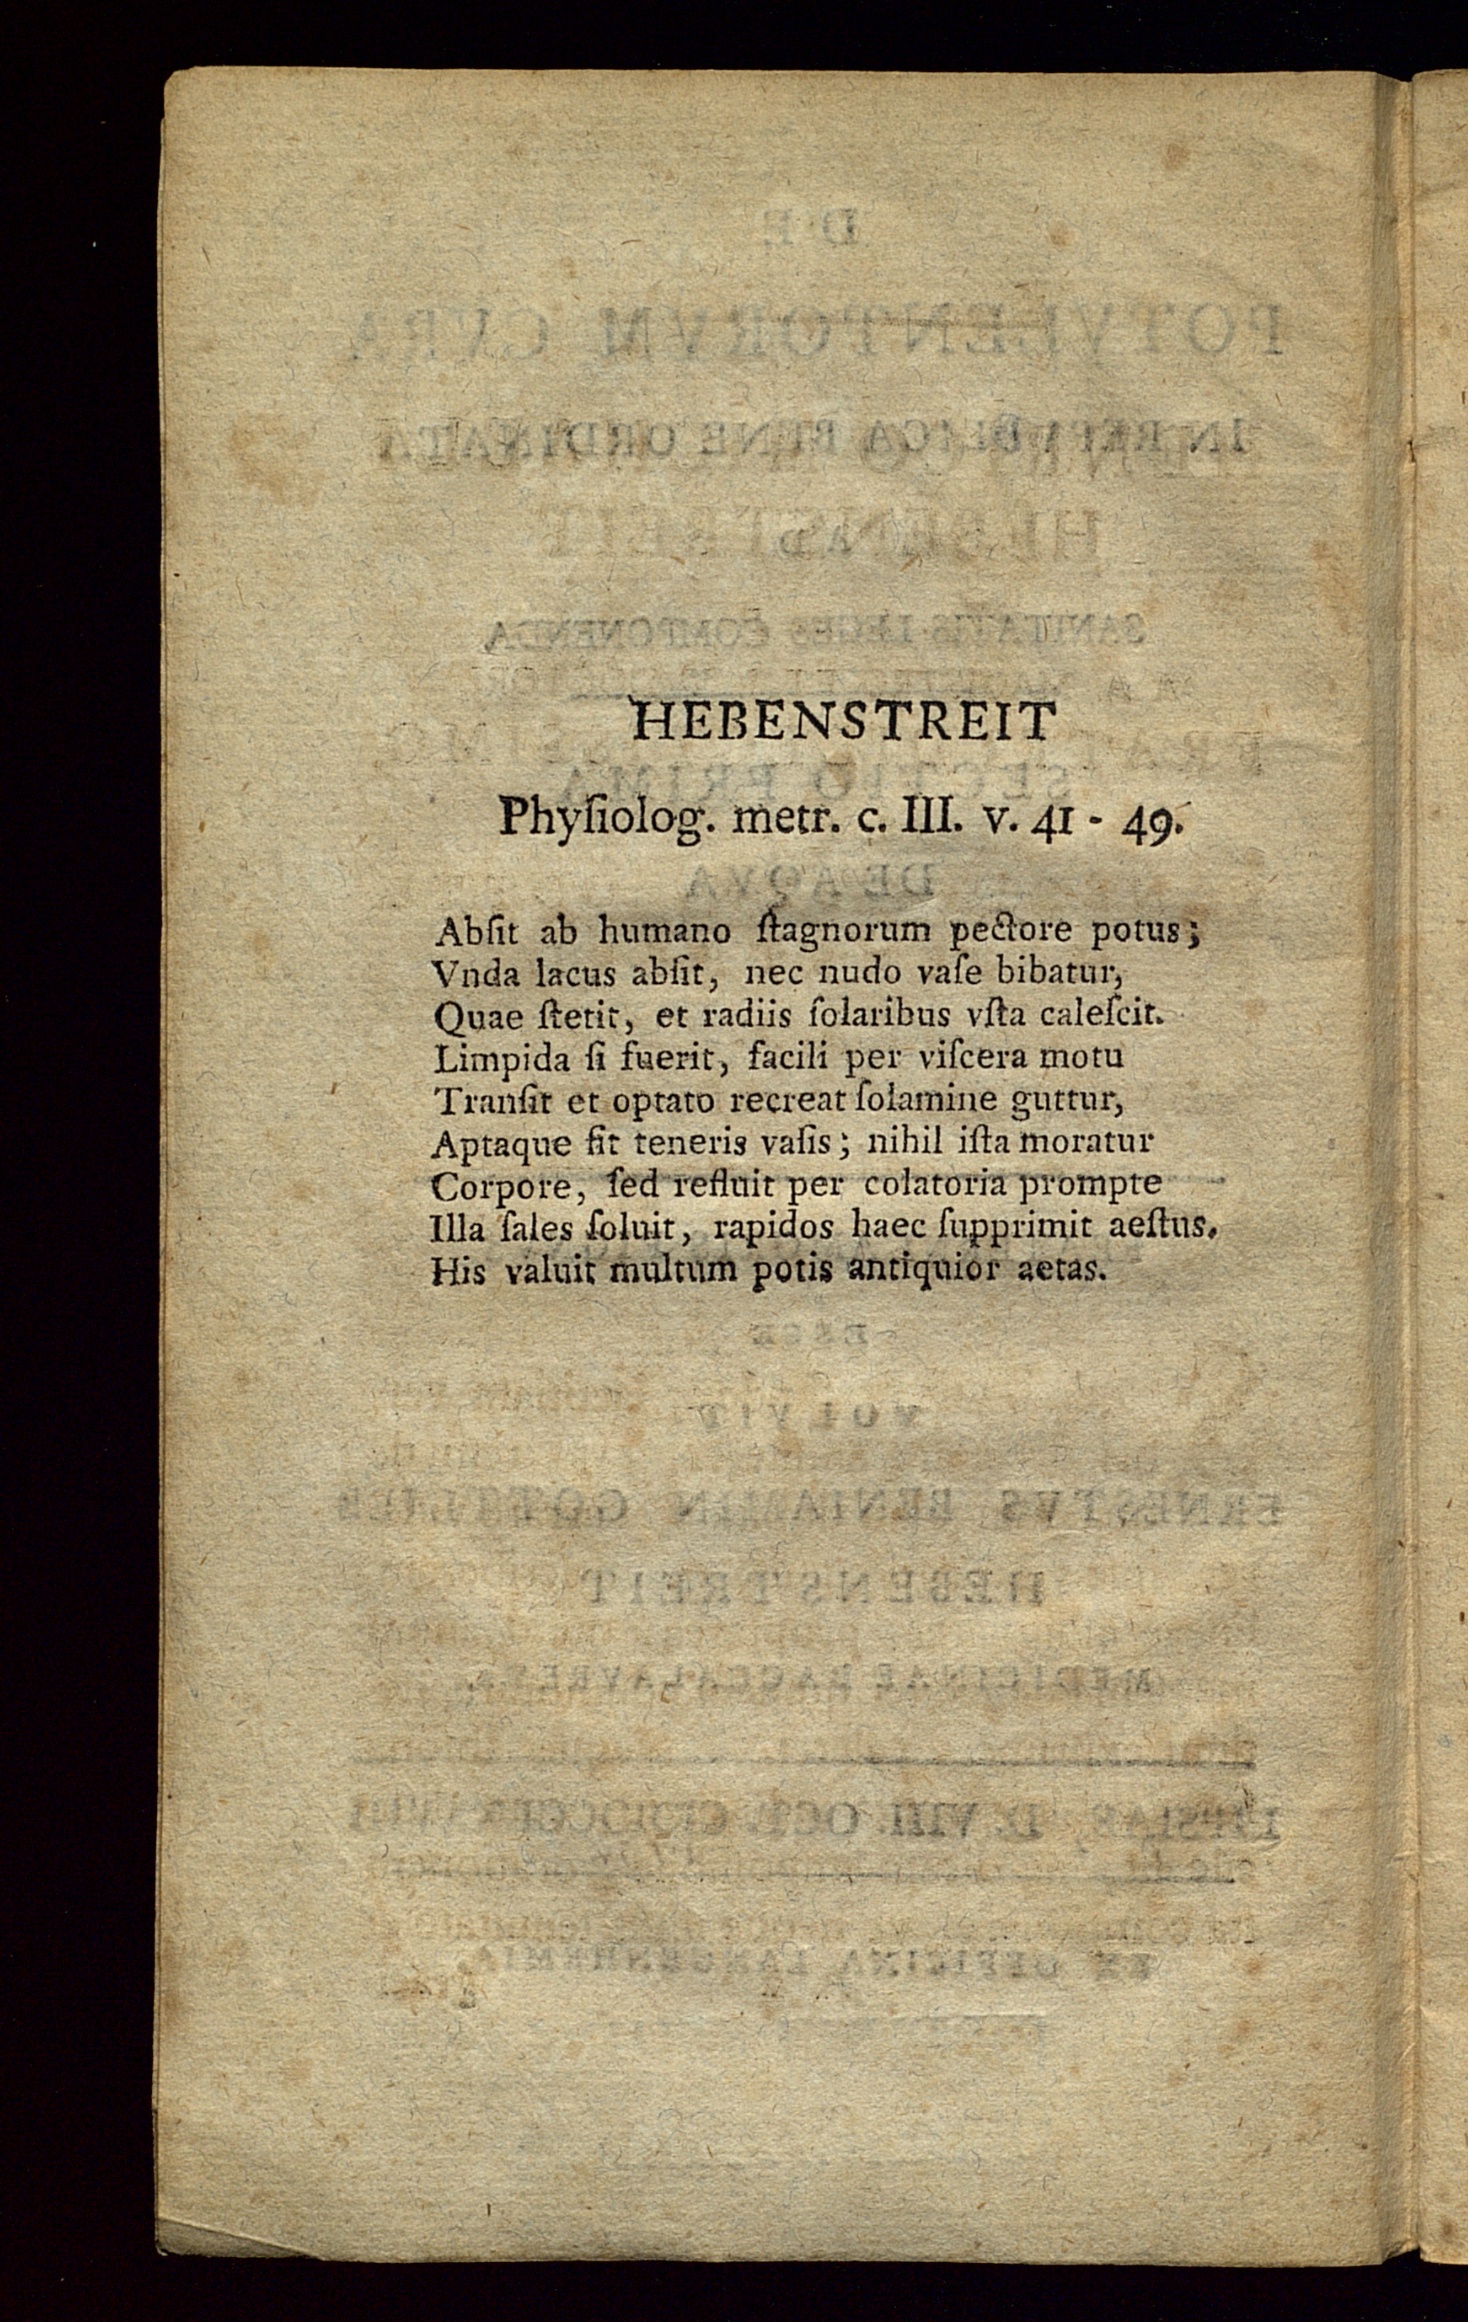 HEBENSTREIT
Phyſiolog. metr. c. III. v. 41 - 49.
Abſit ab humano ſtagnorum pectore potus;
Vnda lacus abſit, nec nudo vaſe bibatur,
Quae ſtetit, et radiis ſolaribus vſta caleſcit.
Limpida ſi fuerit, facili per viſcera motu
Tranſit et optato recreat ſolamine guttur,
Aptaque fit teneris vaſis; nihil iſta moratur
Corpore, ſed refluit per colatoria prompte
Illa ſales ſoluit, rapidos haec ſupprimit aeſtus.
His valuit multum potis antiquior aetas.